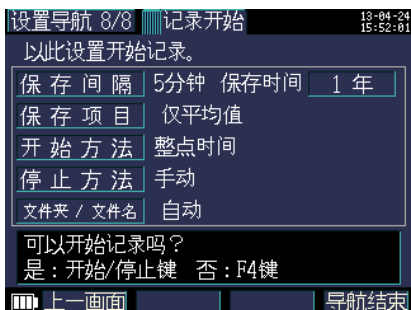 设置导航 8/8 记录开始 13-04-24
15:52:01
以此设置开始记录。
保存间隔 5分钟 保存时间 1 年
保存项目 仅平均值
开始方法 整点时间
停止方法 手动
文件夹 / 文件名 自动
可以开始记录吗？
是：开始/停止键 否：F4键
上一画面 导航结束